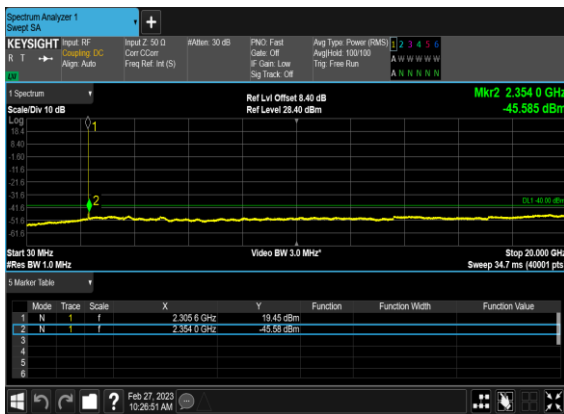 Spectrum Analyzer 1
Swept SA
KEYSIGHT Input: RF Input Z: 50 Ω #Atten: 30 dB PNO: Fast Avg Type: Power (RMS) 1 2 3 4 5 6
R T Coupling: DC Corr CCorr Gate: Off Avg|Hold: 100/100 A W W W W W
Align: Auto Freq Ref: Int (S) IF Gain: Low Trig: Free Run
LXI Sig Track: Off A N N N N N
1 Spectrum Ref Lvl Offset 8.40 dB Mkr2 2.354 0 GHz
Scale/Div 10 dB Ref Level 28.40 dBm -45.585 dBm
Log
18.4
8.40
-1.60
-11.6
-21.6
-31.6
-41.6
-51.6
-61.6
1
2
DL1 -40.00 dBm
Start 30 MHz Video BW 3.0 MHz* Stop 20.000 GHz
#Res BW 1.0 MHz Sweep 34.7 ms (40001 pts)
5 Marker Table
Mode Trace Scale X Y Function Function Width Function Value
1 N 1 f 2.305 6 GHz 19.45 dBm
2 N 1 f 2.354 0 GHz -45.58 dBm
3
4
5
6
? Feb 27, 2023
10:26:51 AM